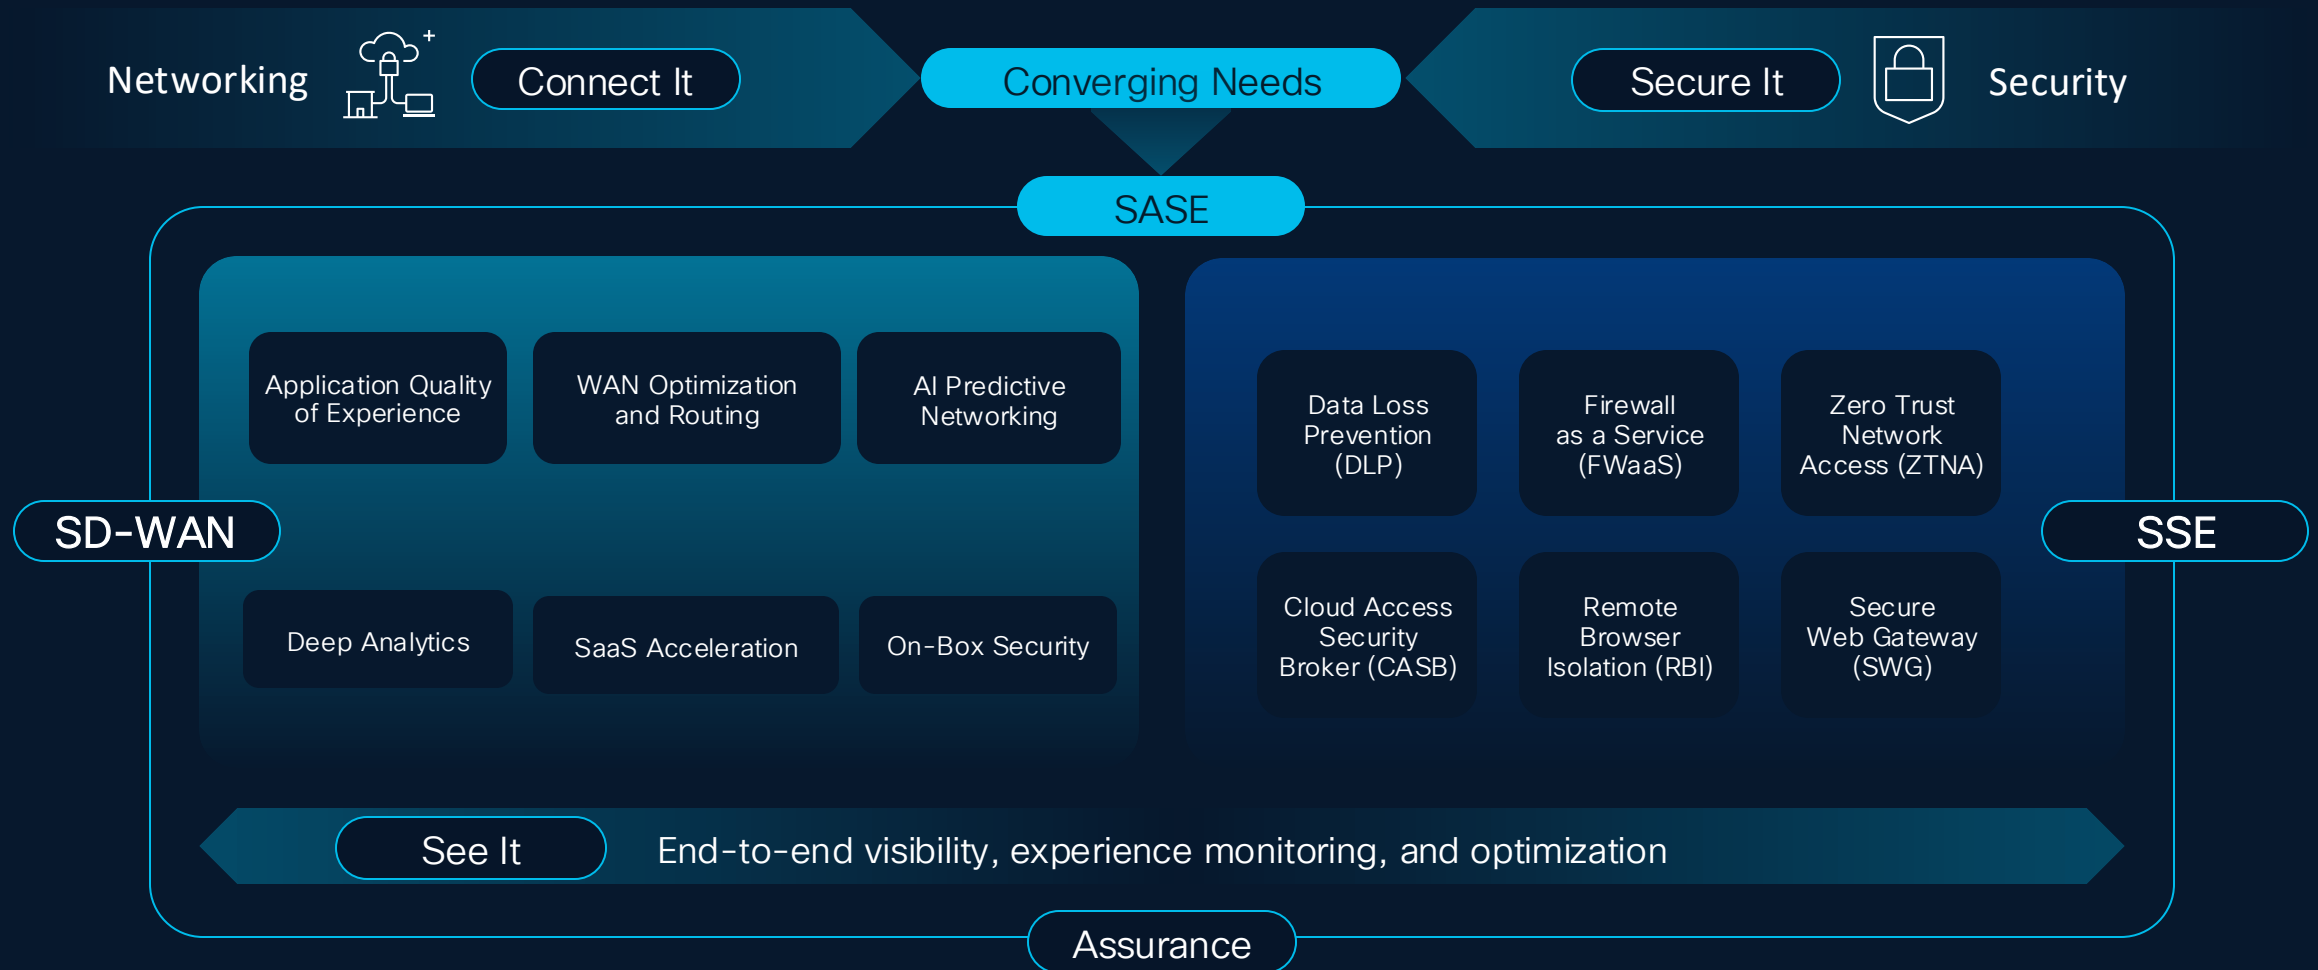 Networking
Connect It
Converging Needs
Secure It
Security
SASE
SD-WAN
Application Quality
of Experience
WAN Optimization
and Routing
AI Predictive
Networking
Deep Analytics
SaaS Acceleration
On-Box Security
Data Loss
Prevention
(DLP)
Firewall
as a Service
(FWaaS)
Zero Trust
Network
Access (ZTNA)
Cloud Access
Security
Broker (CASB)
Remote
Browser
Isolation (RBI)
Secure
Web Gateway
(SWG)
SSE
See It
End-to-end visibility, experience monitoring, and optimization
Assurance